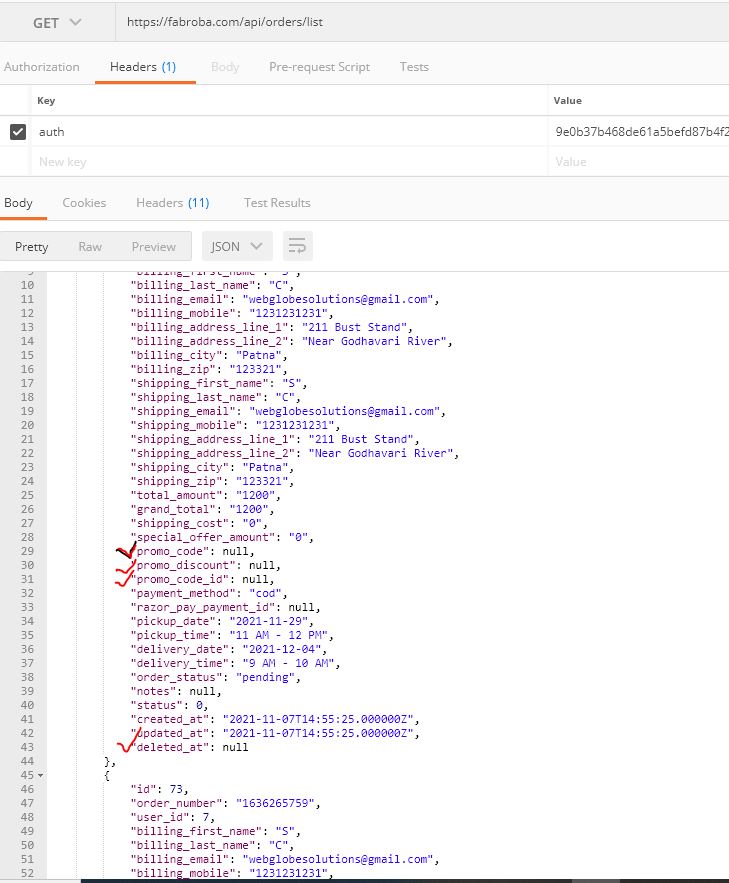 GET https://fabroba.com/api/orders/list
Authorization Headers (1) Body Pre-request Script Tests
Key Value
auth 9e0b37b468de61a5befd87b4f2
New key Value
Body Cookies Headers (11) Test Results
Pretty Raw Preview JSON
9 "billing_first_name": "S",
10 "billing_last_name": "C",
11 "billing_email": "webglobesolutions@gmail.com",
12 "billing_mobile": "1231231231",
13 "billing_address_line_1": "211 Bust Stand",
14 "billing_address_line_2": "Near Godhavari River",
15 "billing_city": "Patna",
16 "billing_zip": "123321",
17 "shipping_first_name": "S",
18 "shipping_last_name": "C",
19 "shipping_email": "webglobesolutions@gmail.com",
20 "shipping_mobile": "1231231231",
21 "shipping_address_line_1": "211 Bust Stand",
22 "shipping_address_line_2": "Near Godhavari River",
23 "shipping_city": "Patna",
24 "shipping_zip": "123321",
25 "total_amount": "1200",
26 "grand_total": "1200",
27 "shipping_cost": "0",
28 "special_offer_amount": "0",
29 "promo_code": null,
30 "promo_discount": null,
31 "promo_code_id": null,
32 "payment_method": "cod",
33 "razor_pay_payment_id": null,
34 "pickup_date": "2021-11-29",
35 "pickup_time": "11 AM - 12 PM",
36 "delivery_date": "2021-12-04",
37 "delivery_time": "9 AM - 10 AM",
38 "order_status": "pending",
39 "notes": null,
40 "status": 0,
41 "created_at": "2021-11-07T14:55:25.000000Z",
42 "updated_at": "2021-11-07T14:55:25.000000Z",
43 "deleted_at": null
44 },
45 {
46 "id": 73,
47 "order_number": "1636265759",
48 "user_id": 7,
49 "billing_first_name": "S",
50 "billing_last_name": "C",
51 "billing_email": "webglobesolutions@gmail.com",
52 "billing_mobile": "1231231231",